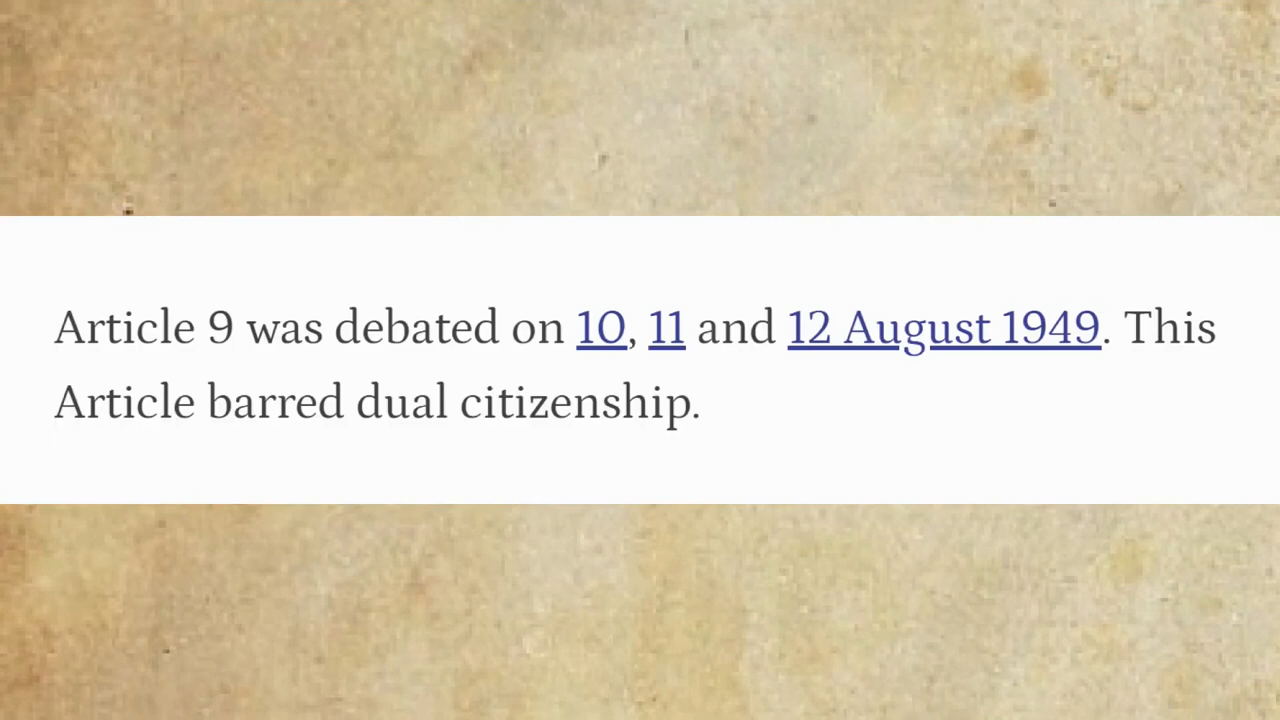 Article 9 was debated on 10, 11 and 12 August 1949. This
Article barred dual citizenship.